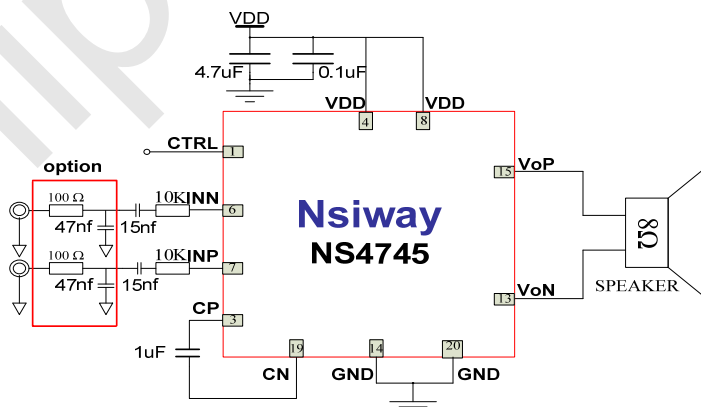 VDD
4.7uF
0.1uF
VDD
VDD
4
8
CTRL
1
option
100 Ω
10K
INN
6
47nf
15nf
100 Ω
10K
INP
7
47nf
15nf
CP
3
1uF
19
CN
GND
14
20
GND
Nsiway
NS4745
15
VoP
13
VoN
8Ω
SPEAKER